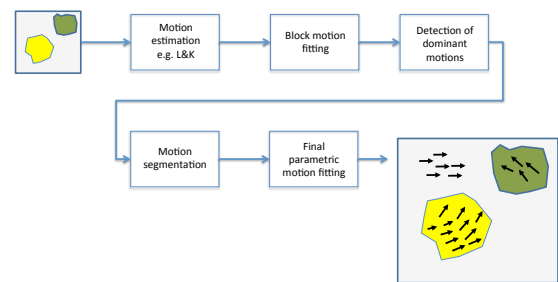 Motion
estimation
e.g. L&K
Block motion
fitting
Detection of
dominant
motions
Motion
segmentation
Final
parametric
motion fitting